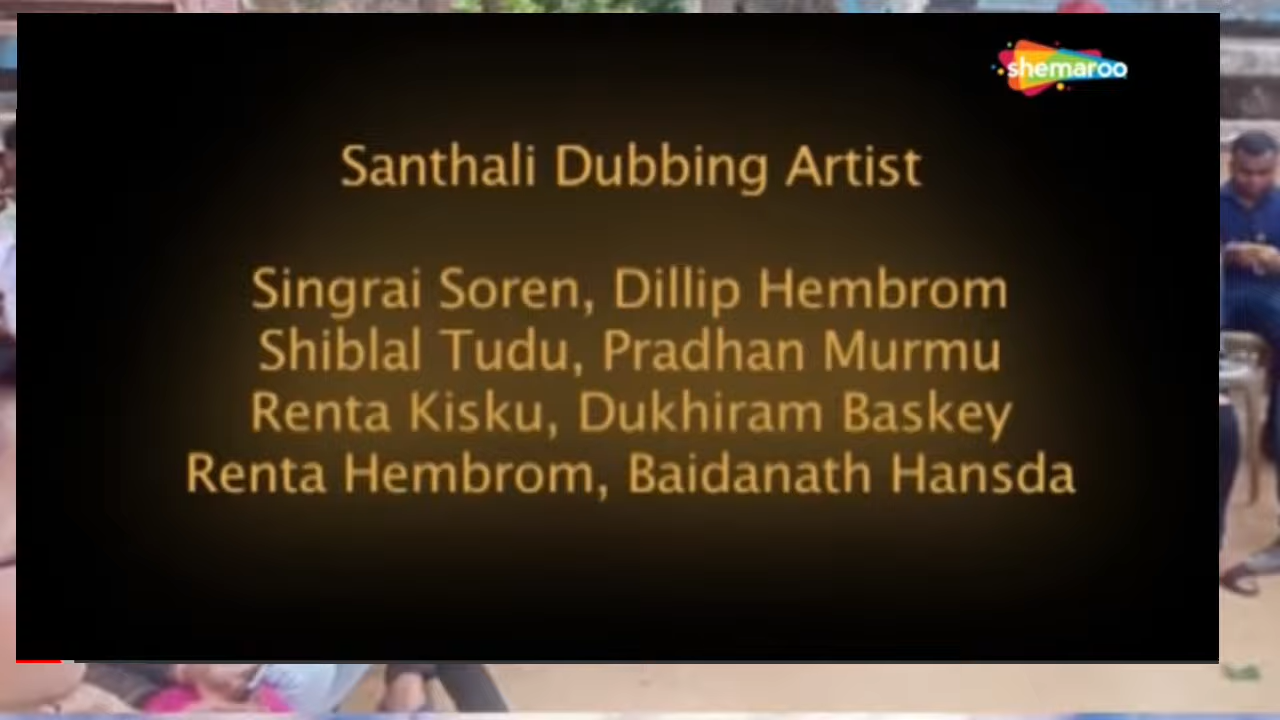 shemaroo
Santhali Dubbing Artist
Singrai Soren, Dillip Hembrom
Shiblal Tudu, Pradhan Murmu
Renta Kisku, Dukhiram Baskey
Renta Hembrom, Baidanath Hansda